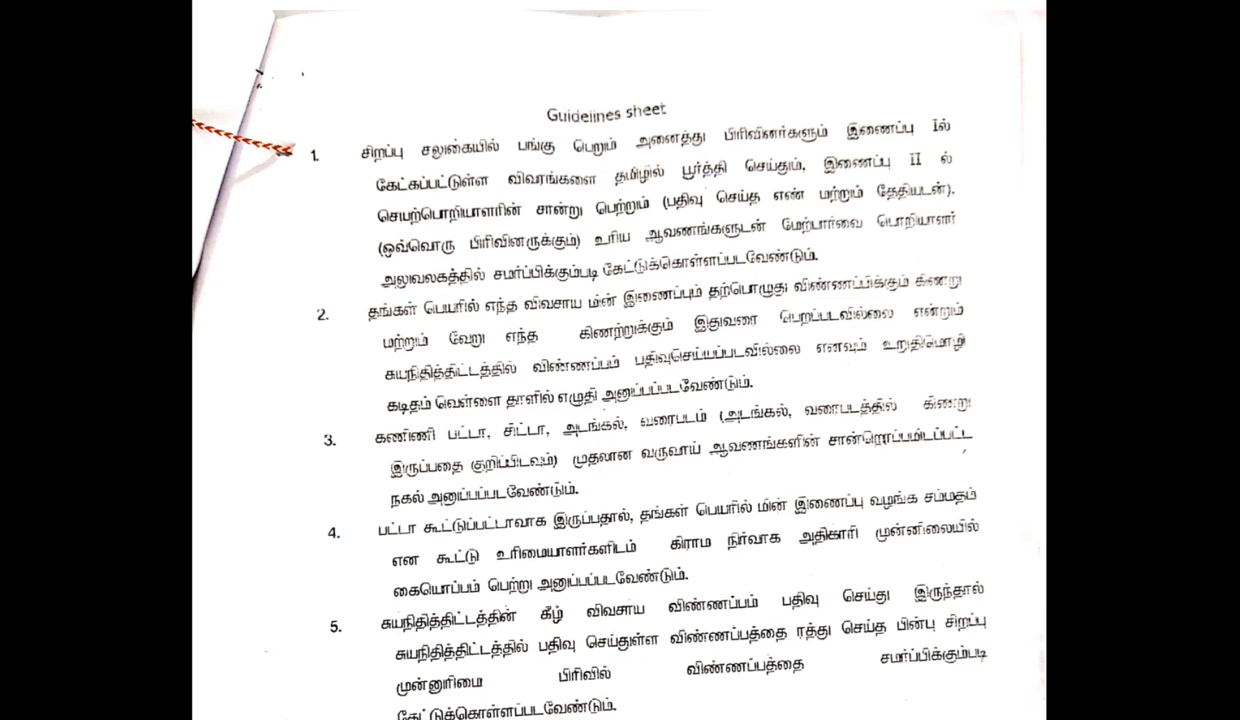 Guidelines sheet
1. சிறப்பு சலுகையில் பங்கு பெறும் அனைத்து பிரிவினர்களும் இணைப்பு Iல்
கேட்கப்பட்டுள்ள விவரங்களை தமிழில் பூர்த்தி செய்தும், இணைப்பு II ல்
செயற்பொறியாளரின் சான்று பெற்றும் (பதிவு செய்த எண் மற்றும் தேதியுடன்),
(ஒவ்வொரு பிரிவினருக்கும்) உரிய ஆவணங்களுடன் மேற்பார்வை பொறியாளர்
அலுவலகத்தில் சமர்ப்பிக்கும்படி கேட்டுக்கொள்ளப்படவேண்டும்.
2. தங்கள் பெயரில் எந்த விவசாய மின் இணைப்பும் தற்பொழுது விண்ணப்பிக்கும் கிணறு
மற்றும் வேறு எந்த கிணற்றுக்கும் இதுவரை பெறப்படவில்லை என்றும்
சுயநிதித்திட்டத்தில் விண்ணப்பம் பதிவுசெய்யப்படவில்லை எனவும் உறுதிமொழி
கடிதம் வெள்ளை தாளில் எழுதி அனுப்பப்படவேண்டும்.
3. கணிணி பட்டா, சிட்டா, அடங்கல், வரைபடம் (அடங்கல், வரைபடத்தில் கிணறு
இருப்பதை குறிப்பிடவும்) முதலான வருவாய் ஆவணங்களின் சான்றொப்பமிடப்பட்ட
நகல் அனுப்பப்படவேண்டும்.
4. பட்டா கூட்டுப்பட்டாவாக இருப்பதால், தங்கள் பெயரில் மின் இணைப்பு வழங்க சம்மதம்
என கூட்டு உரிமையாளர்களிடம் கிராம நிர்வாக அதிகாரி முன்னிலையில்
கையொப்பம் பெற்று அனுப்பப்படவேண்டும்.
5. சுயநிதித்திட்டத்தின் கீழ் விவசாய விண்ணப்பம் பதிவு செய்து இருந்தால்
சுயநிதித்திட்டத்தில் பதிவு செய்துள்ள விண்ணப்பத்தை ரத்து செய்த பின்பு சிறப்பு
முன்னுரிமை பிரிவில் விண்ணப்பத்தை சமர்ப்பிக்கும்படி
கேட்டுக்கொள்ளப்படவேண்டும்.